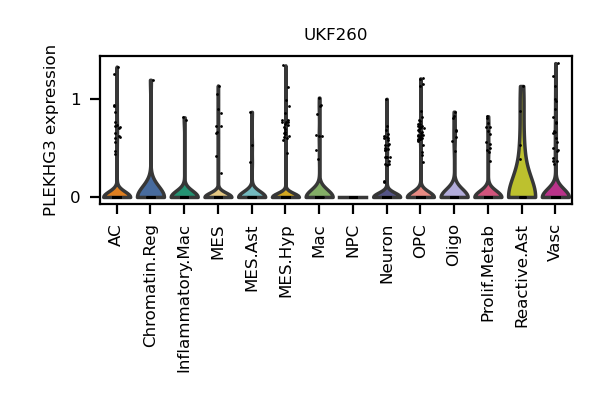 UKF260
PLEKHG3 expression
1
0
AC
Chromatin.Reg
Inflammatory.Mac
MES
MES.Ast
MES.Hyp
Mac
NPC
Neuron
OPC
Oligo
Prolif.Metab
Reactive.Ast
Vasc